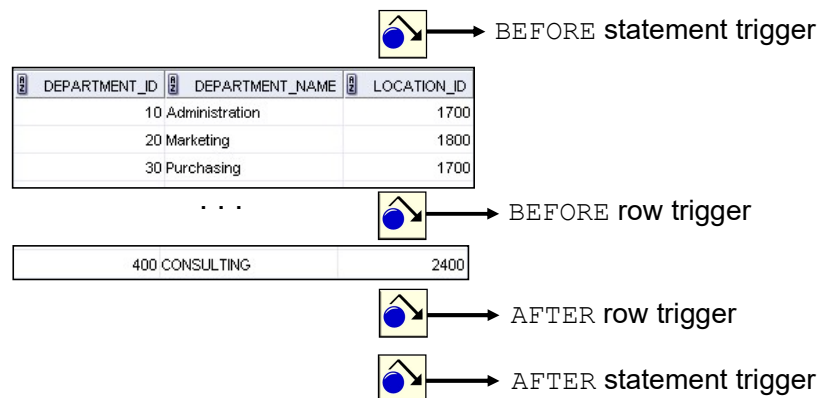 BEFORE statement trigger
DEPARTMENT_ID DEPARTMENT_NAME LOCATION_ID
10 Administration 1700
20 Marketing 1800
30 Purchasing 1700
. . .
BEFORE row trigger
400 CONSULTING 2400
AFTER row trigger
AFTER statement trigger